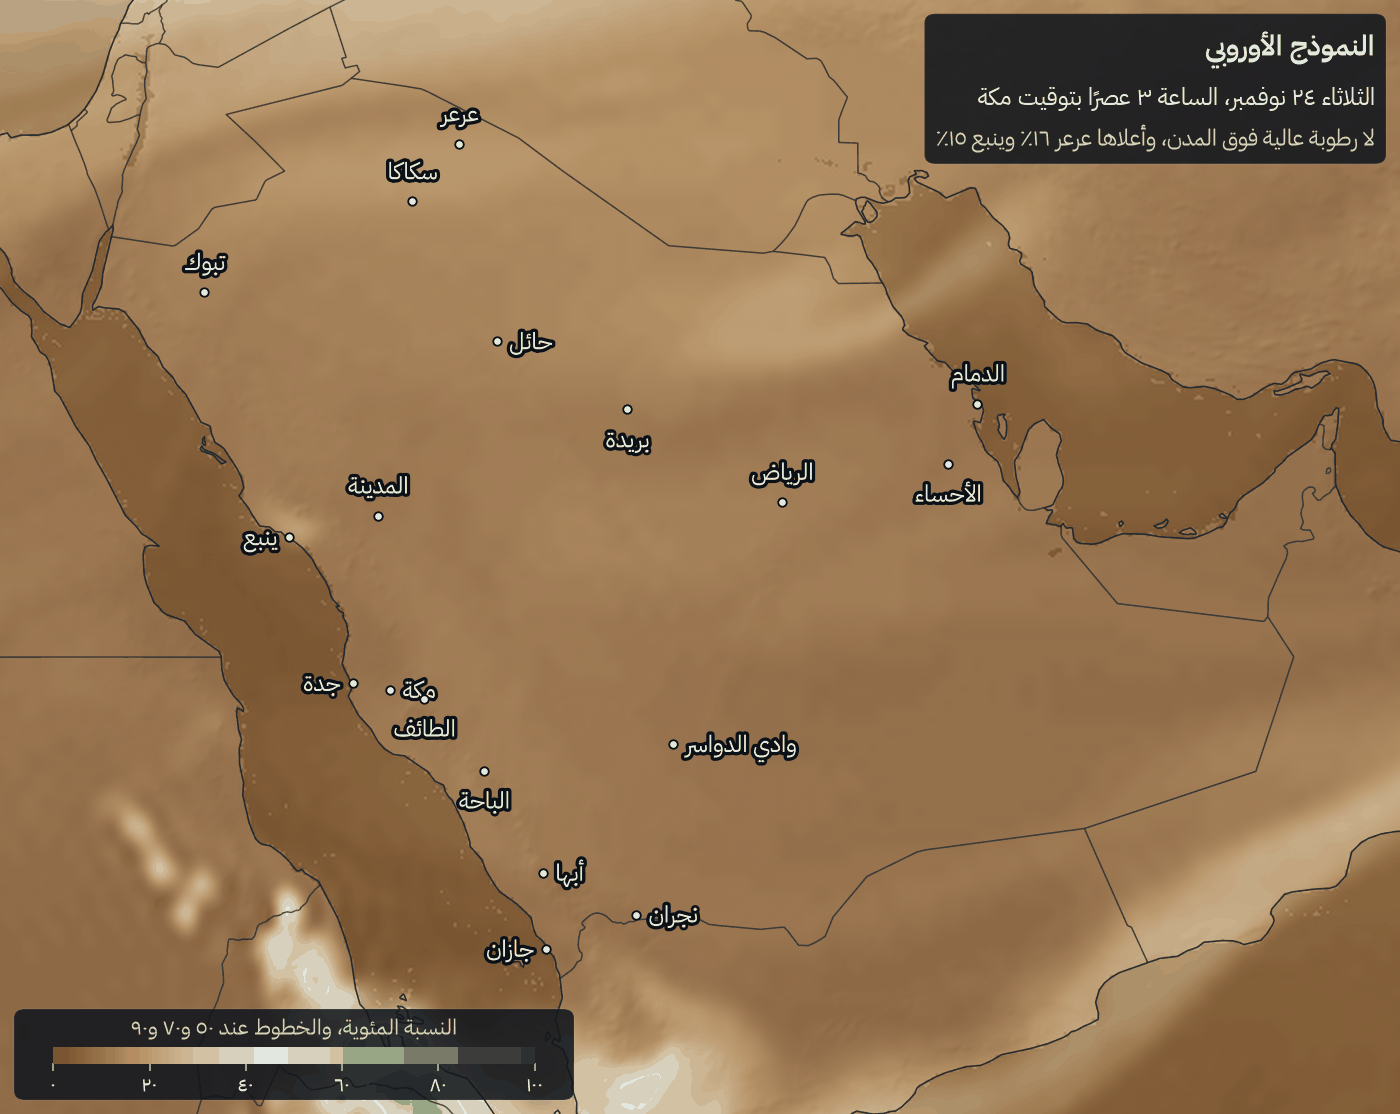 النموذج الأوروبي
الثلاثاء ٢٤ نوفمبر، الساعة ٣ عصرًا بتوقيت مكة
لا رطوبة عالية فوق المدن، وأعلاها عرعر ١٦٪ وينبع ١٥٪
عرعر
سكاكا
تبوك
حائل
الدمام
بريدة
الرياض
الأحساء
المدينة
ينبع
جدة
مكة
الطائف
وادي الدواسر
الباحة
أبها
نجران
جازان
النسبة المئوية، والخطوط عند ٥٠ و٧٠ و٩٠
٠ ٢٠ ٤٠ ٦٠ ٨٠ ١٠٠